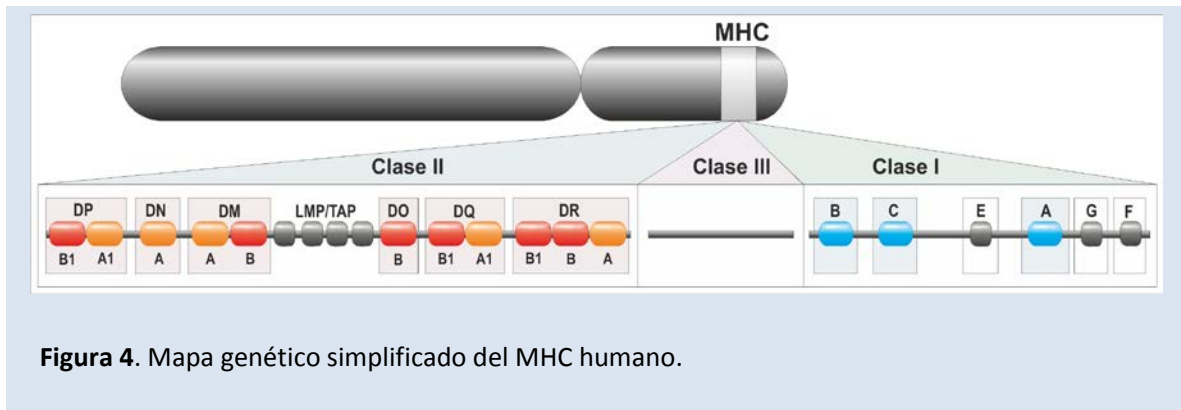 MHC
Clase II Clase III Clase I
DP DN DM LMP/TAP DO DQ DR B C E A G F
B1 A1 A A B B B1 A1 B1 B A
Figura 4. Mapa genético simplificado del MHC humano.